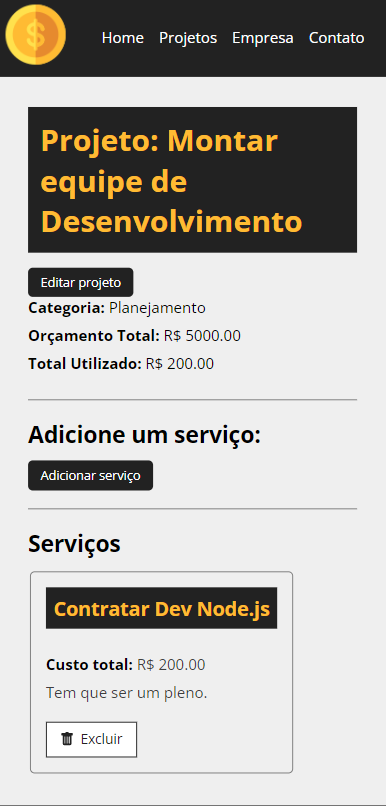 $
Home Projetos Empresa Contato
Projeto: Montar
equipe de
Desenvolvimento
Editar projeto
Categoria: Planejamento
Orçamento Total: R$ 5000.00
Total Utilizado: R$ 200.00
Adicione um serviço:
Adicionar serviço
Serviços
Contratar Dev Node.js
Custo total: R$ 200.00
Tem que ser um pleno.
Excluir